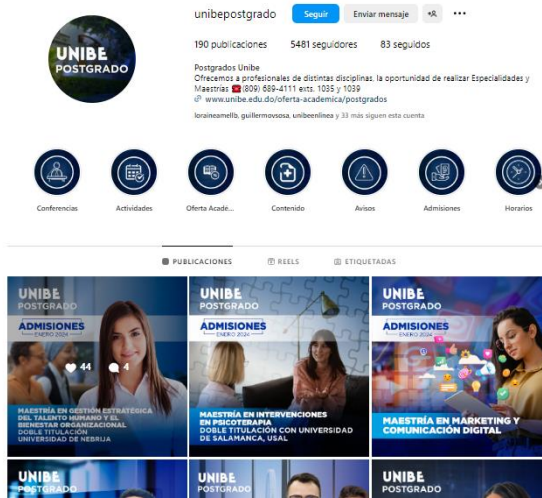 unibepostgrado Seguir Enviar mensaje
190 publicaciones 5481 seguidores 83 seguidos
Postgrados Unibe
Ofrecemos a profesionales de distintas disciplinas, la oportunidad de realizar Especialidades y
Maestrías ☎(809) 689-4111 exts. 1035 y 1039
www.unibe.edu.do/oferta-academica/postgrados
loraineamellb, guillermovsosa, unibeenlinea y 33 más siguen esta cuenta
UNIBE
POSTGRADO
Conferencias Actividades Oferta Acadé... Contenido Avisos Admisiones Horarios
PUBLICACIONES REELS ETIQUETADAS
UNIBE
POSTGRADO
ADMISIONES
ENERO 2024
44 4
MAESTRÍA EN GESTIÓN ESTRATÉGICA
DEL TALENTO HUMANO Y EL
BIENESTAR ORGANIZACIONAL
DOBLE TITULACIÓN
UNIVERSIDAD DE NEBRIJA
UNIBE
POSTGRADO
ADMISIONES
ENERO 2024
MAESTRÍA EN INTERVENCIONES
EN PSICOTERAPIA
DOBLE TITULACIÓN CON UNIVERSIDAD
DE SALAMANCA, USAL
UNIBE
POSTGRADO
ADMISIONES
ENERO 2024
MAESTRÍA EN MARKETING Y
COMUNICACIÓN DIGITAL
UNIBE
POSTGRADO
UNIBE
POSTGRADO
UNIBE
POSTGRADO